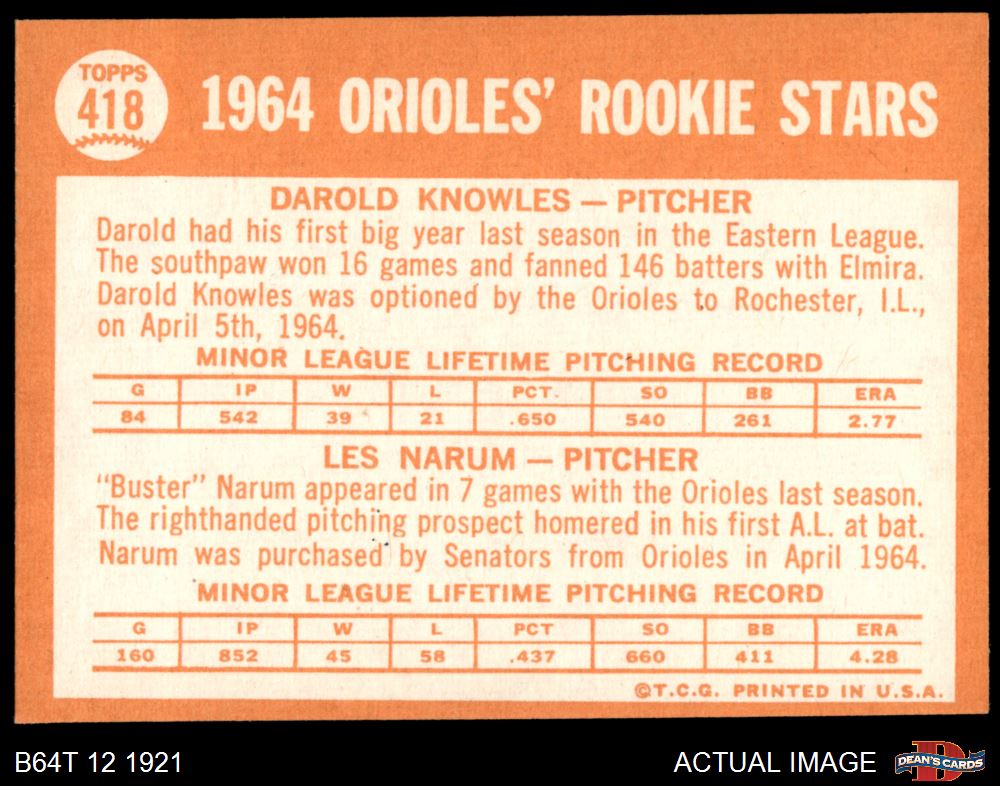 TOPPS
418
1964 ORIOLES' ROOKIE STARS
DAROLD KNOWLES — PITCHER
Darold had his first big year last season in the Eastern League.
The southpaw won 16 games and fanned 146 batters with Elmira.
Darold Knowles was optioned by the Orioles to Rochester, I.L.,
on April 5th, 1964.
MINOR LEAGUE LIFETIME PITCHING RECORD
G IP W L PCT. SO BB ERA
84 542 39 21 .650 540 261 2.77
LES NARUM — PITCHER
"Buster" Narum appeared in 7 games with the Orioles last season.
The righthanded pitching prospect homered in his first A.L. at bat.
Narum was purchased by Senators from Orioles in April 1964.
MINOR LEAGUE LIFETIME PITCHING RECORD
G IP W L PCT SO BB ERA
160 852 45 58 .437 660 411 4.28
©T.C.G. PRINTED IN U.S.A.
B64T 12 1921
ACTUAL IMAGE
D
DEAN'S CARDS